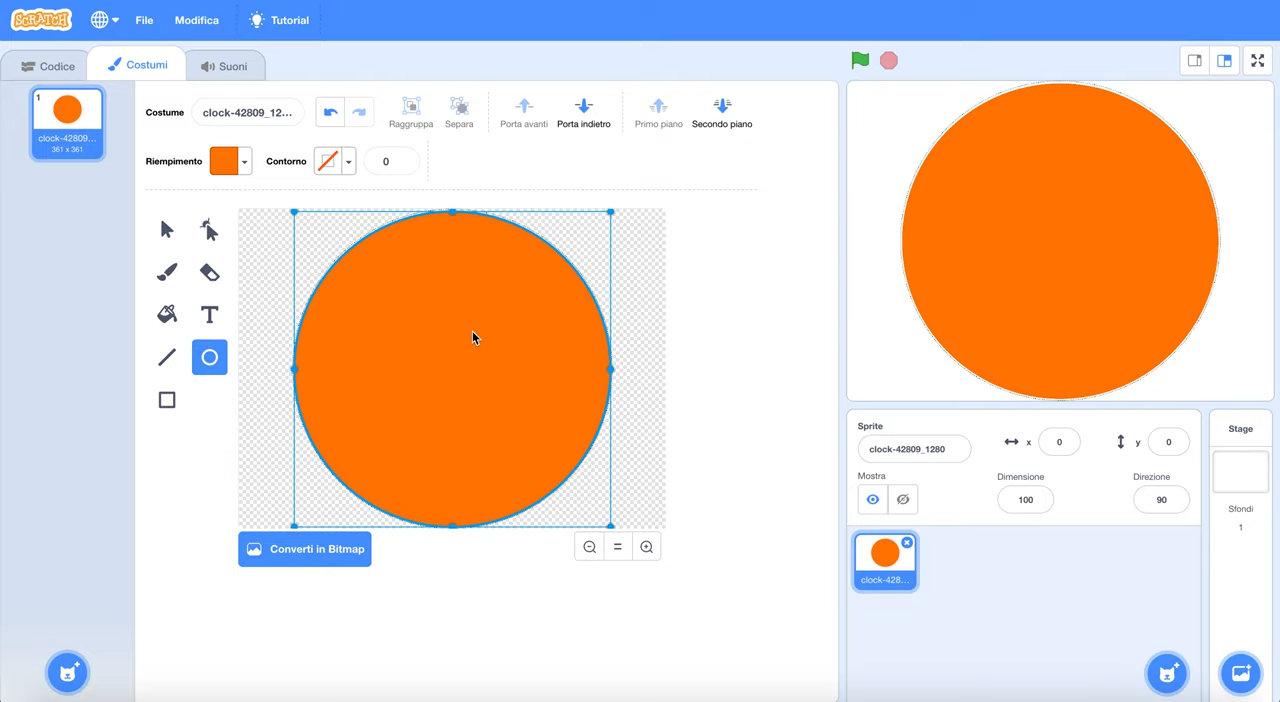 SCRATCH File Modifica Tutorial
Codice Costumi Suoni
1
clock-42809...
361 x 361
Costume clock-42809_12... Raggruppa Separa Porta avanti Porta indietro Primo piano Secondo piano
Riempimento Contorno 0
T
Converti in Bitmap
Sprite
clock-42809_1280
x 0 y 0
Mostra Dimensione Direzione
100 90
clock-428...
Stage
Sfondi
1